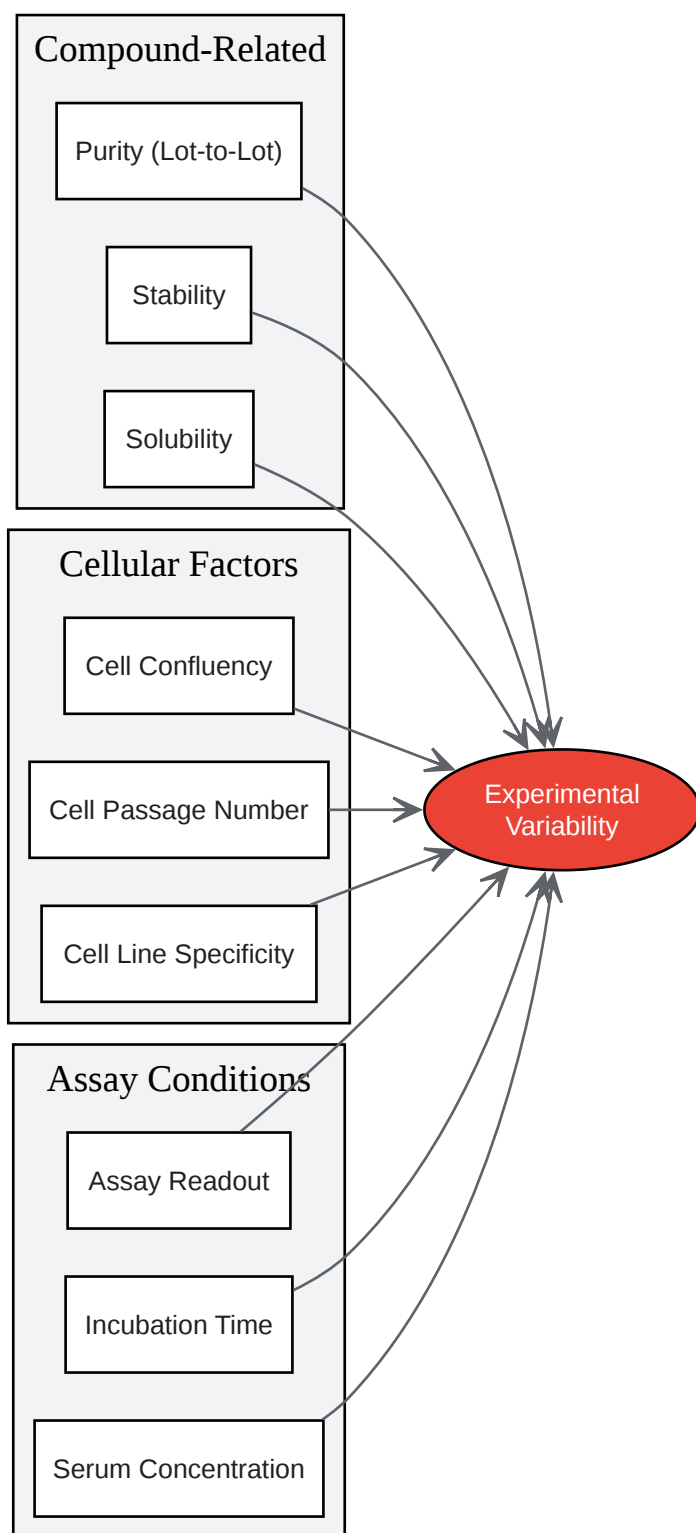 Compound-Related
Purity (Lot-to-Lot)
Stability
Solubility
Cellular Factors
Cell Confluency
Cell Passage Number
Cell Line Specificity
Experimental
Variability
Assay Conditions
Assay Readout
Incubation Time
Serum Concentration